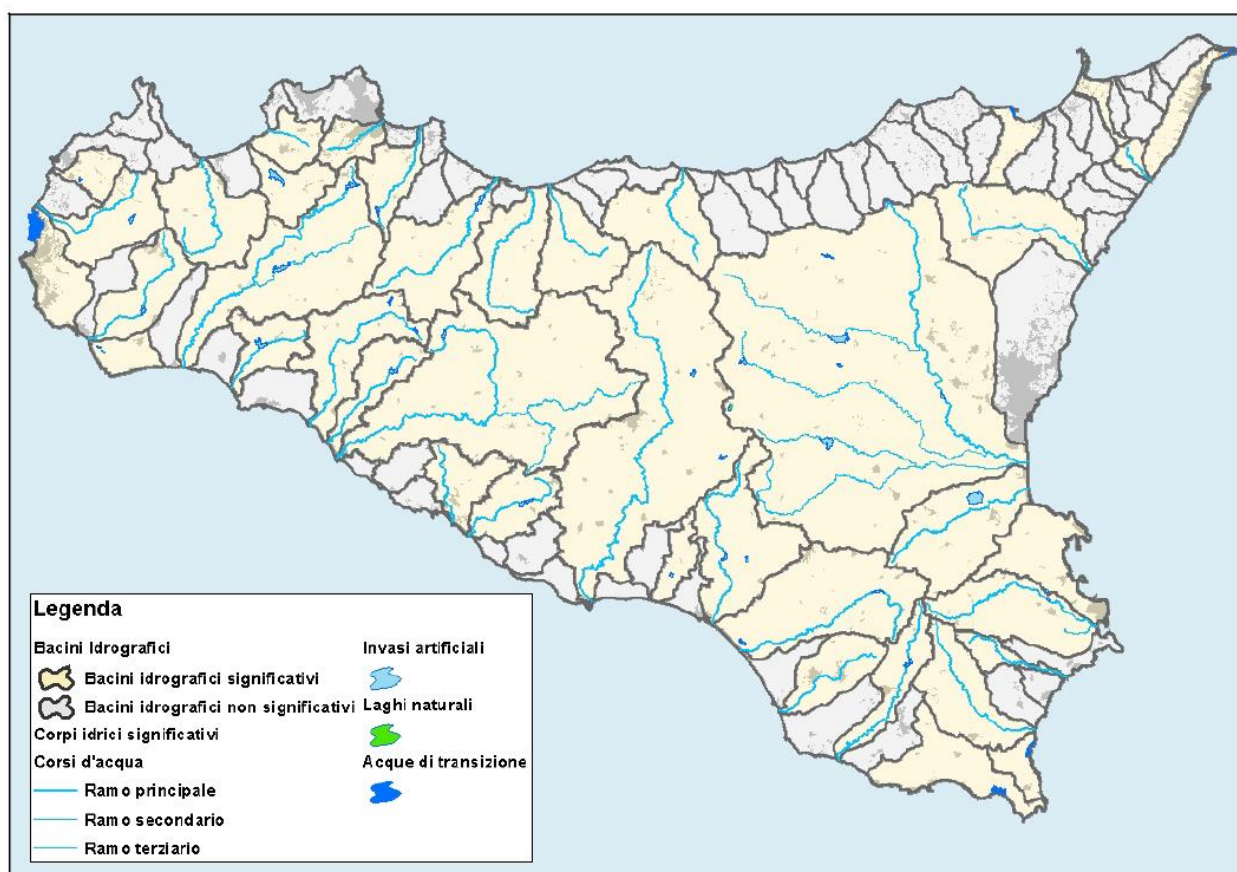 Legenda
Bacini Idrografici
Bacini idrografici significativi
Bacini idrografici non significativi
Corpi idrici significativi
Corsi d'acqua
Ramo principale
Ramo secondario
Ramo terziario
Invasi artificiali
Laghi naturali
Acque di transizione